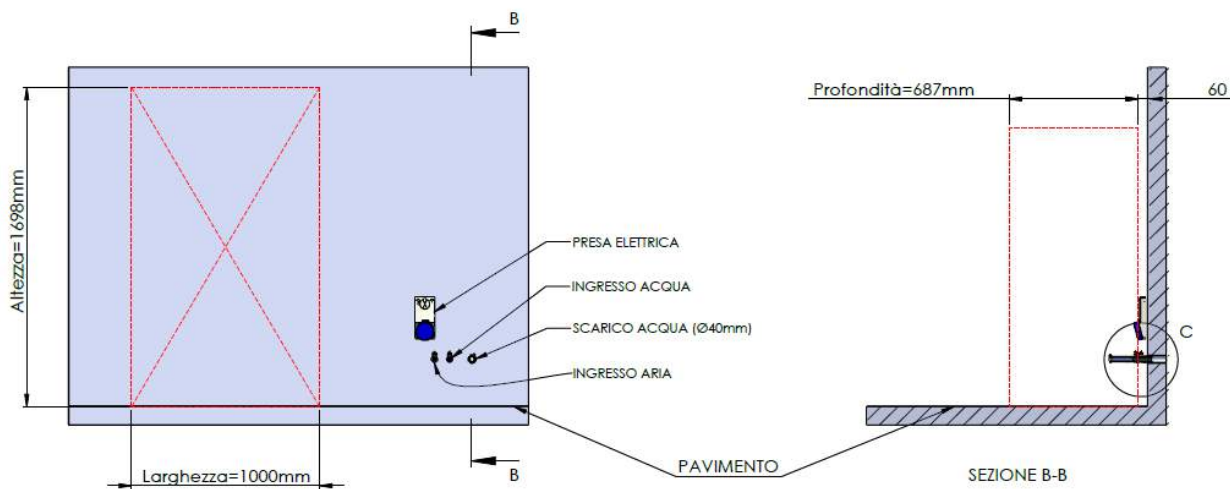 B
Profondità=687mm
60
Altezza=1698mm
PRESA ELETTRICA
INGRESSO ACQUA
SCARICO ACQUA (Ø40mm)
C
INGRESSO ARIA
PAVIMENTO
SEZIONE B-B
Larghezza=1000mm
B